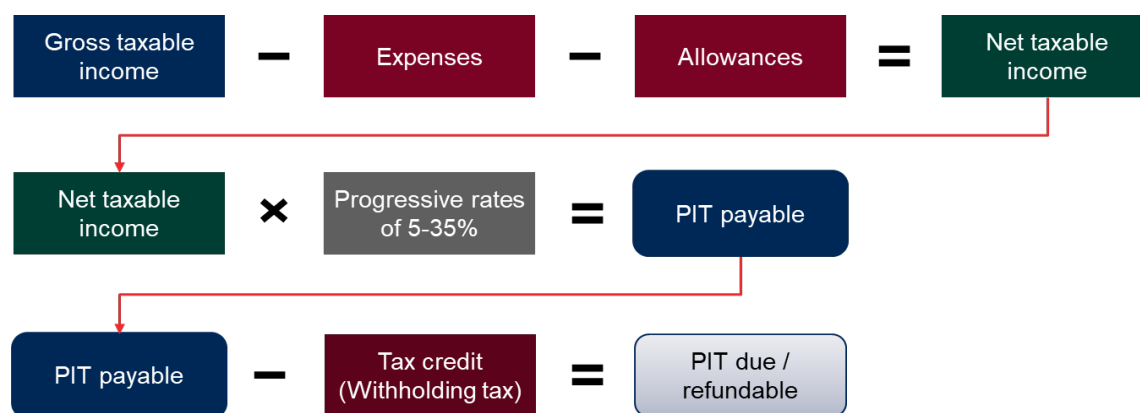 Gross taxable
income
−
Expenses
−
Allowances
=
Net taxable
income
Net taxable
income
×
Progressive rates
of 5-35%
=
PIT payable
PIT payable
−
Tax credit
(Withholding tax)
=
PIT due /
refundable